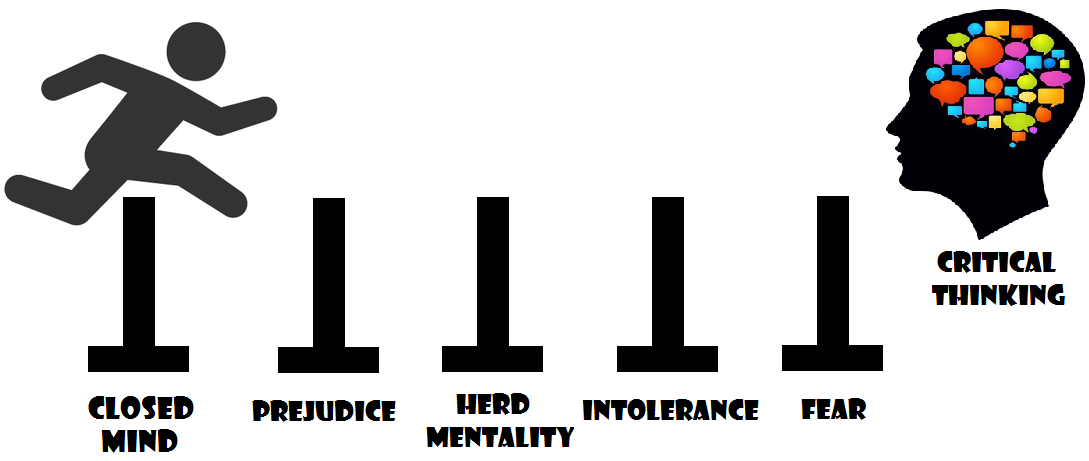 CLOSED
MIND
PREJUDICE
HERD
MENTALITY
INTOLERANCE
FEAR
CRITICAL
THINKING